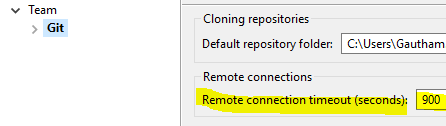 Team
Git
Cloning repositories
Default repository folder: C:\Users\Gautham
Remote connections
Remote connection timeout (seconds): 900